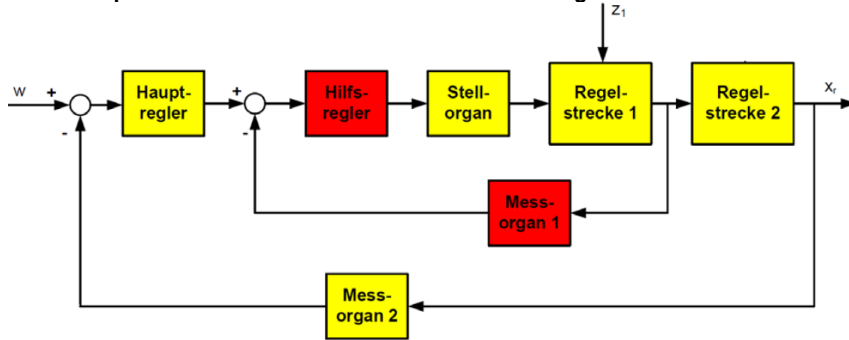 z1
w
+
-
Haupt-
regler
+
-
Hilfs-
regler
Stell-
organ
Regel-
strecke 1
Regel-
strecke 2
xr
Mess-
organ 1
Mess-
organ 2